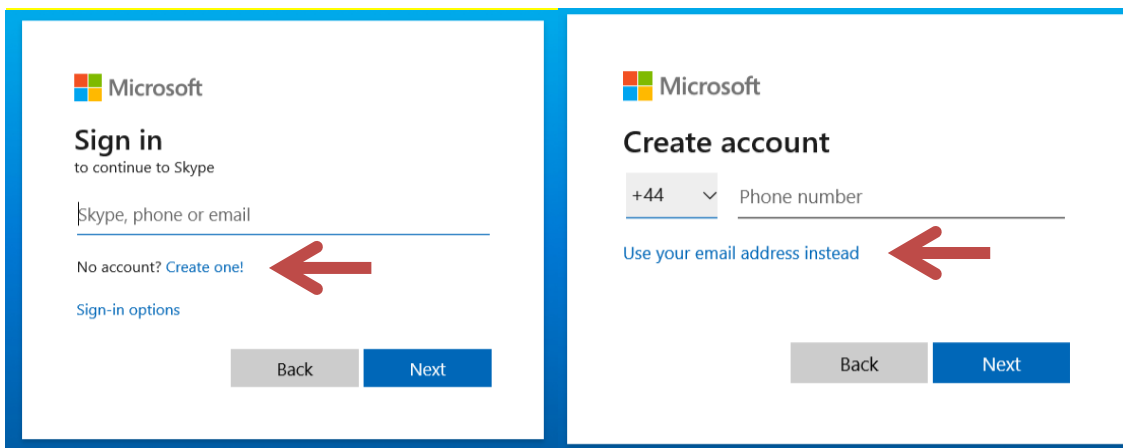 Microsoft
Sign in
to continue to Skype
Skype, phone or email
No account? Create one!
Sign-in options
Back Next
Microsoft
Create account
+44 Phone number
Use your email address instead
Back Next